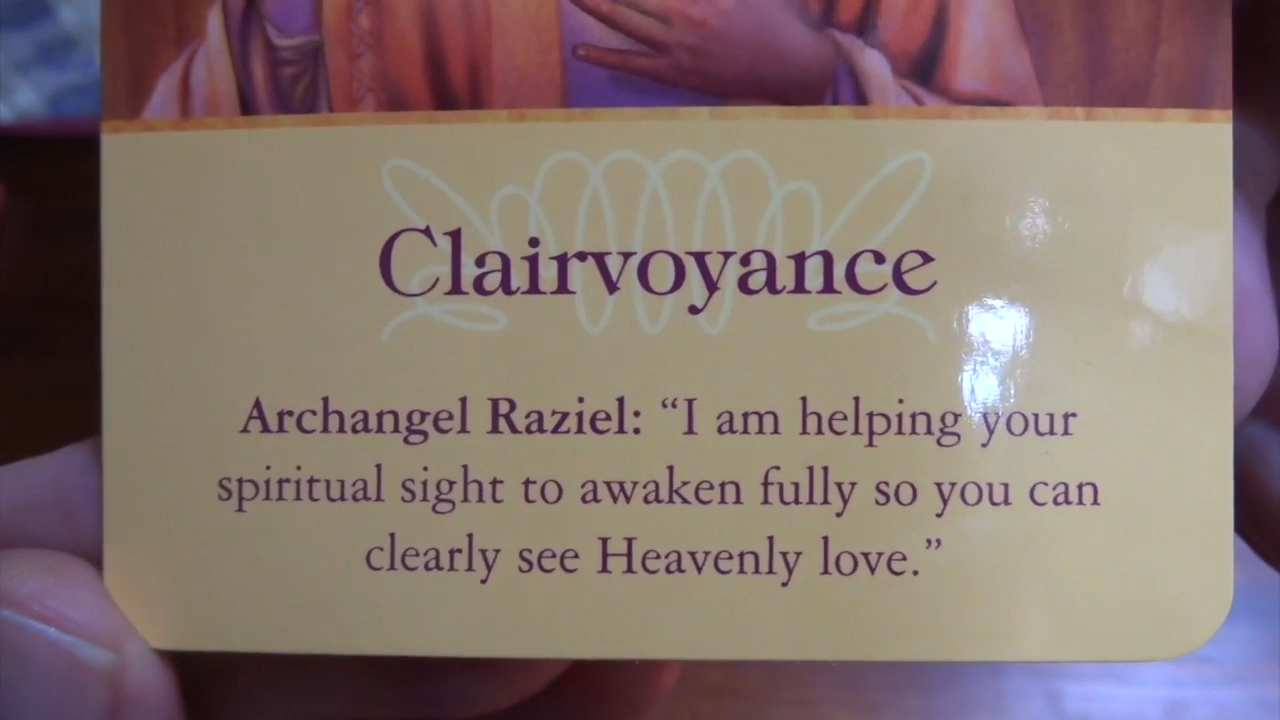 Clairvoyance
Archangel Raziel: “I am helping your
spiritual sight to awaken fully so you can
clearly see Heavenly love.”